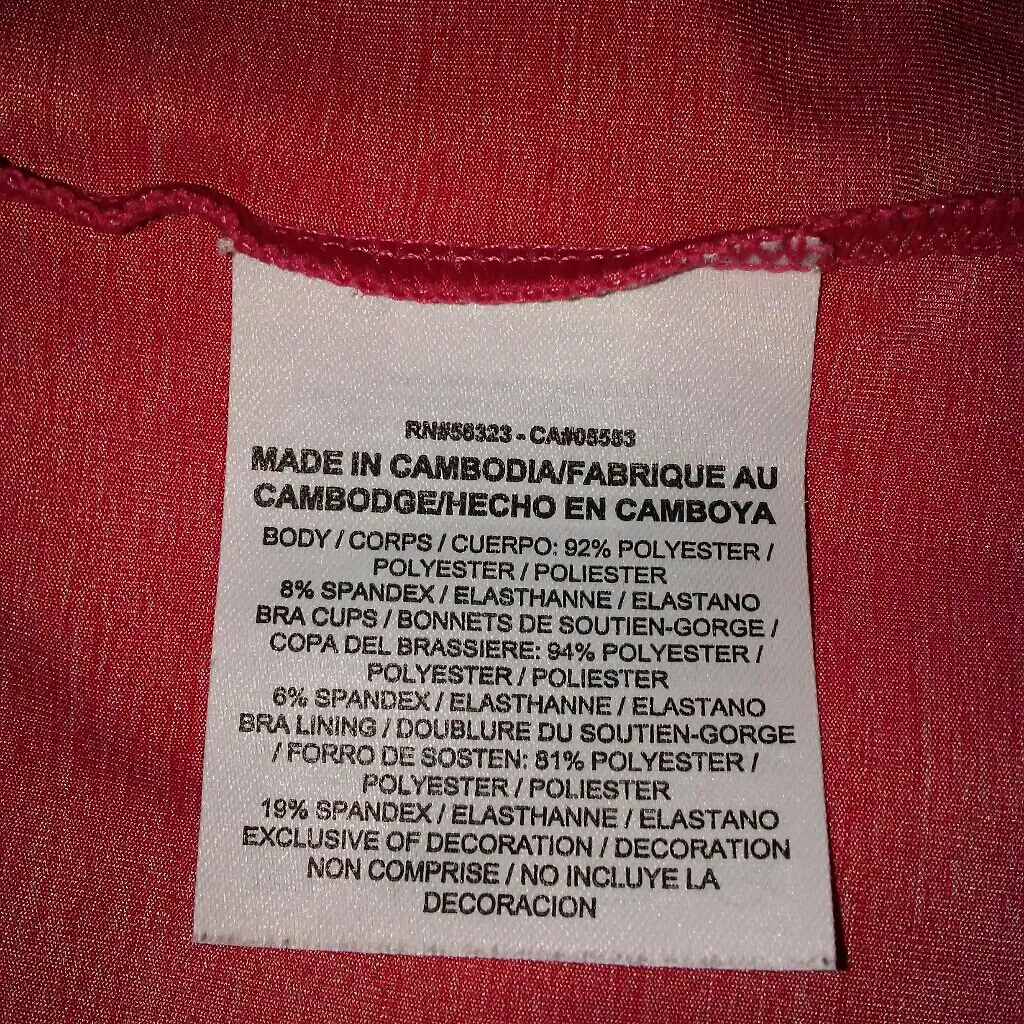 RN#56323 - CA#05553
MADE IN CAMBODIA/FABRIQUE AU
CAMBODGE/HECHO EN CAMBOYA
BODY / CORPS / CUERPO: 92% POLYESTER /
POLYESTER / POLIESTER
8% SPANDEX / ELASTHANNE / ELASTANO
BRA CUPS / BONNETS DE SOUTIEN-GORGE /
COPA DEL BRASSIERE: 94% POLYESTER /
POLYESTER / POLIESTER
6% SPANDEX / ELASTHANNE / ELASTANO
BRA LINING / DOUBLURE DU SOUTIEN-GORGE
/ FORRO DE SOSTEN: 81% POLYESTER /
POLYESTER / POLIESTER
19% SPANDEX / ELASTHANNE / ELASTANO
EXCLUSIVE OF DECORATION / DECORATION
NON COMPRISE / NO INCLUYE LA
DECORACION